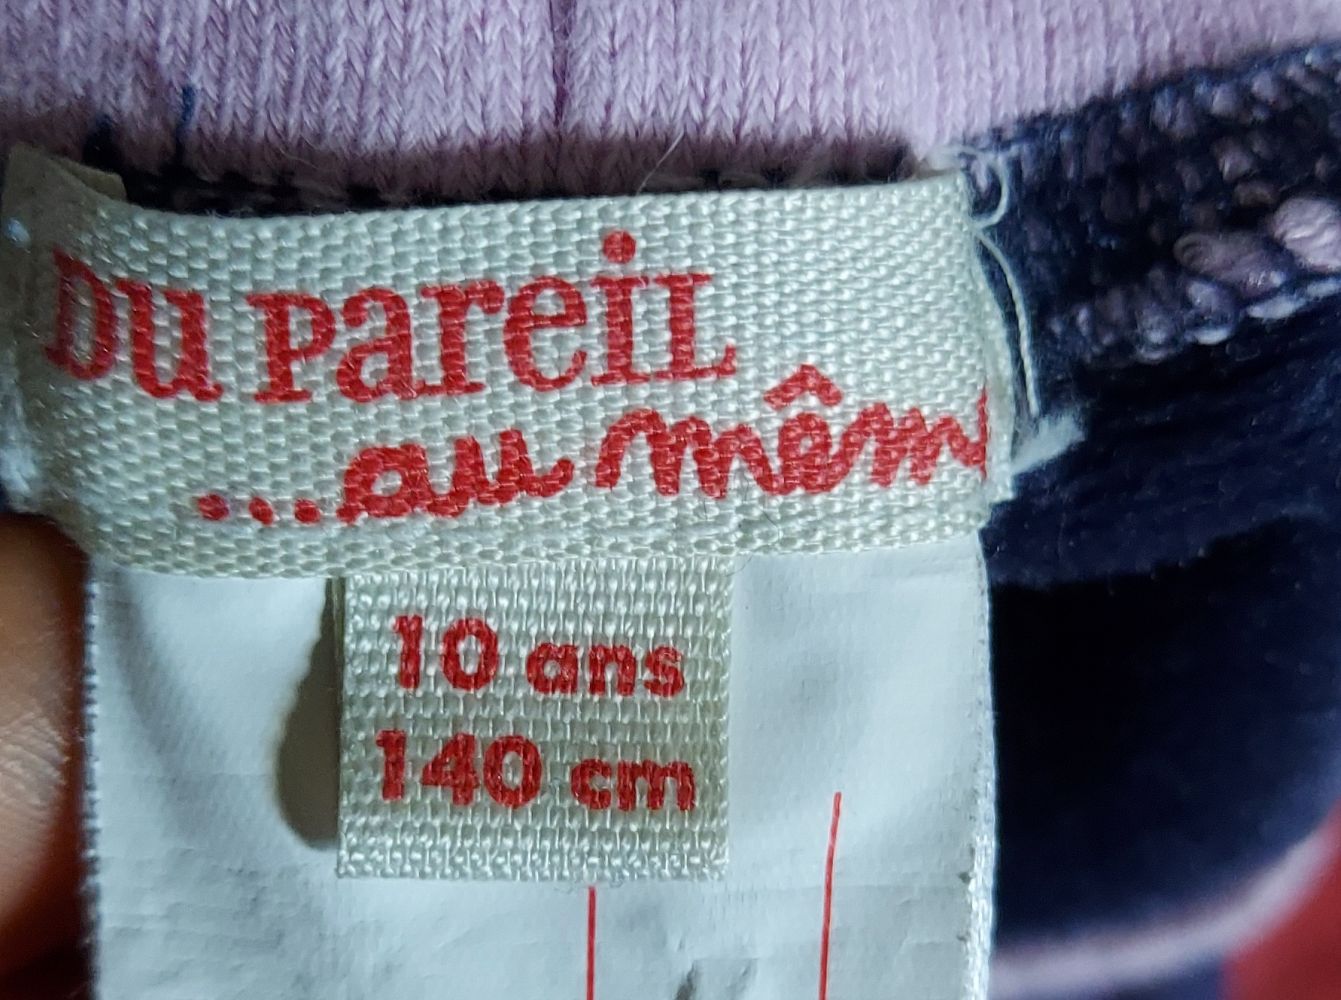 Du PareiL
...au mêm
10 ans
140 cm